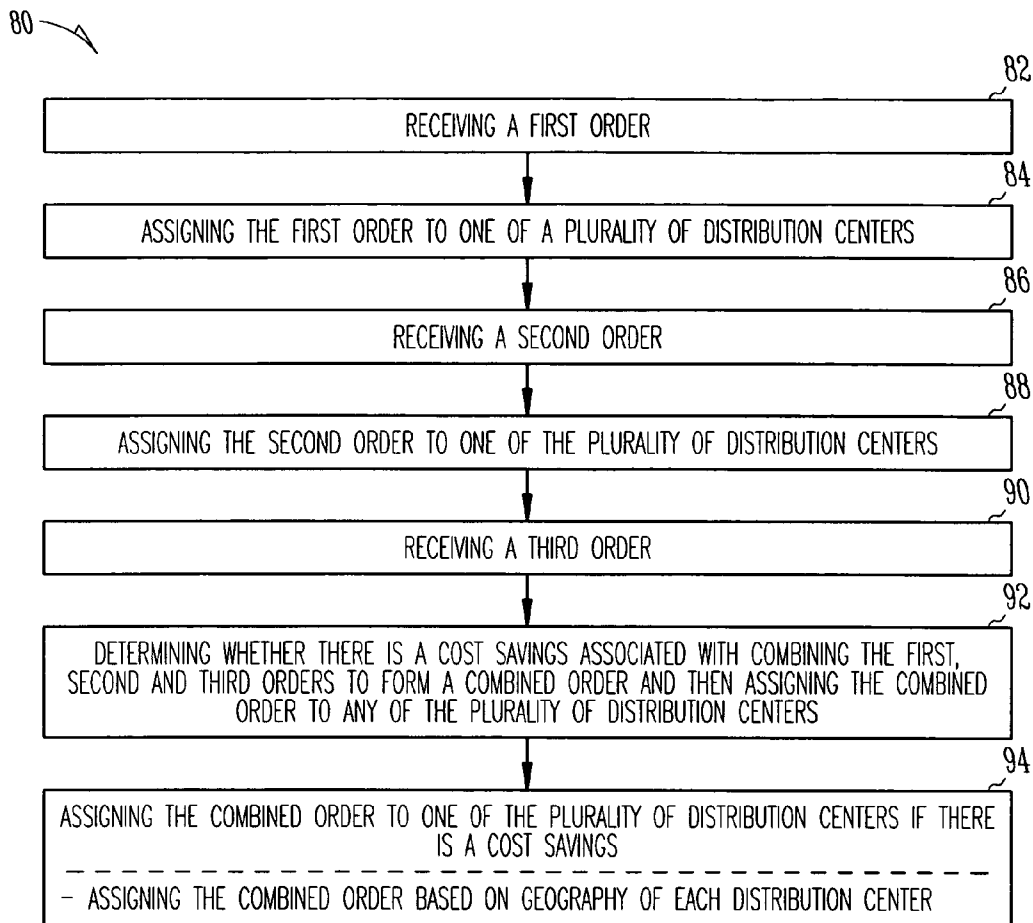 80
82
RECEIVING A FIRST ORDER
84
ASSIGNING THE FIRST ORDER TO ONE OF A PLURALITY OF DISTRIBUTION CENTERS
86
RECEIVING A SECOND ORDER
88
ASSIGNING THE SECOND ORDER TO ONE OF THE PLURALITY OF DISTRIBUTION CENTERS
90
RECEIVING A THIRD ORDER
92
DETERMINING WHETHER THERE IS A COST SAVINGS ASSOCIATED WITH COMBINING THE FIRST,
SECOND AND THIRD ORDERS TO FORM A COMBINED ORDER AND THEN ASSIGNING THE COMBINED
ORDER TO ANY OF THE PLURALITY OF DISTRIBUTION CENTERS
94
ASSIGNING THE COMBINED ORDER TO ONE OF THE PLURALITY OF DISTRIBUTION CENTERS IF THERE
IS A COST SAVINGS
- ASSIGNING THE COMBINED ORDER BASED ON GEOGRAPHY OF EACH DISTRIBUTION CENTER